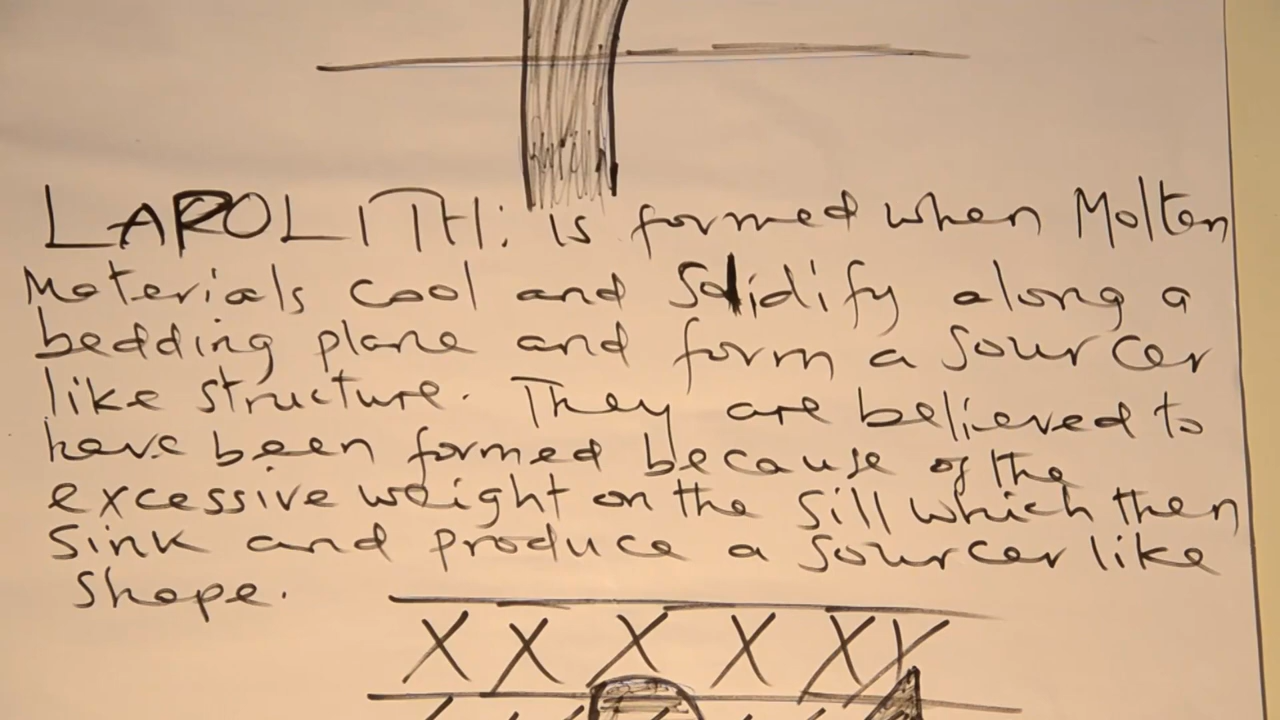 LAPOLITH: is formed when Molten
Materials cool and Solidify along a
bedding plane and form a Sourcer
like structure. They are believed to
have been formed because of the
excessive weight on the Sill which then
Sink and produce a Sourcer like
Shape.
X X X X X X